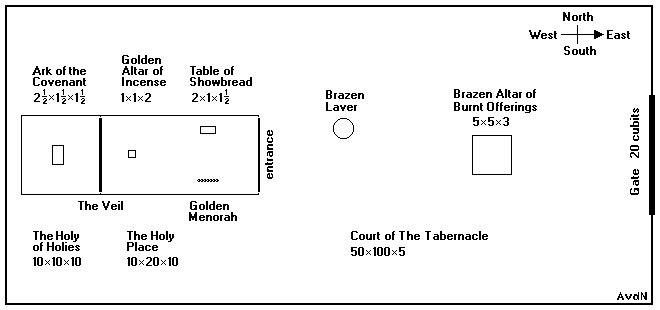 North
West East
South
Ark of the
Covenant
2½×1½×1½
Golden
Altar of
Incense
1×1×2
Table of
Showbread
2×1×1½
Brazen
Laver
Brazen Altar of
Burnt Offerings
5×5×3
entrance
Gate 20 cubits
The Veil
Golden
Menorah
The Holy
of Holies
10×10×10
The Holy
Place
10×20×10
Court of The Tabernacle
50×100×5
AvdN